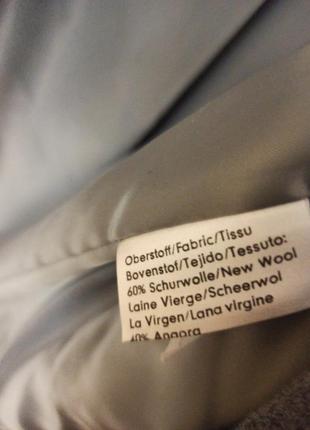 Oberstoff/Fabric/Tissu
Bovenstof/Tejido/Tessuto:
60% Schurwolle/New Wool
Laine Vierge/Scheerwol
La Virgen/Lana virgine
40% Angora